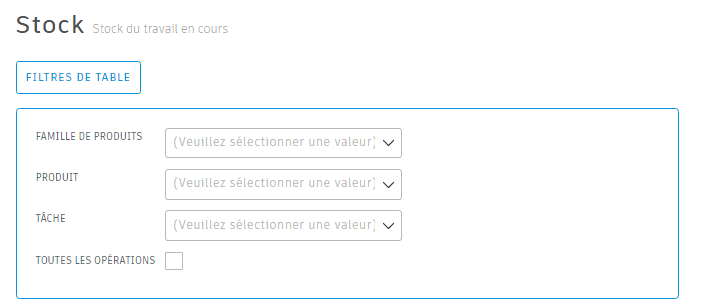 Stock Stock du travail en cours
FILTRES DE TABLE
FAMILLE DE PRODUITS (Veuillez sélectionner une valeur)
PRODUIT (Veuillez sélectionner une valeur)
TÂCHE (Veuillez sélectionner une valeur)
TOUTES LES OPÉRATIONS